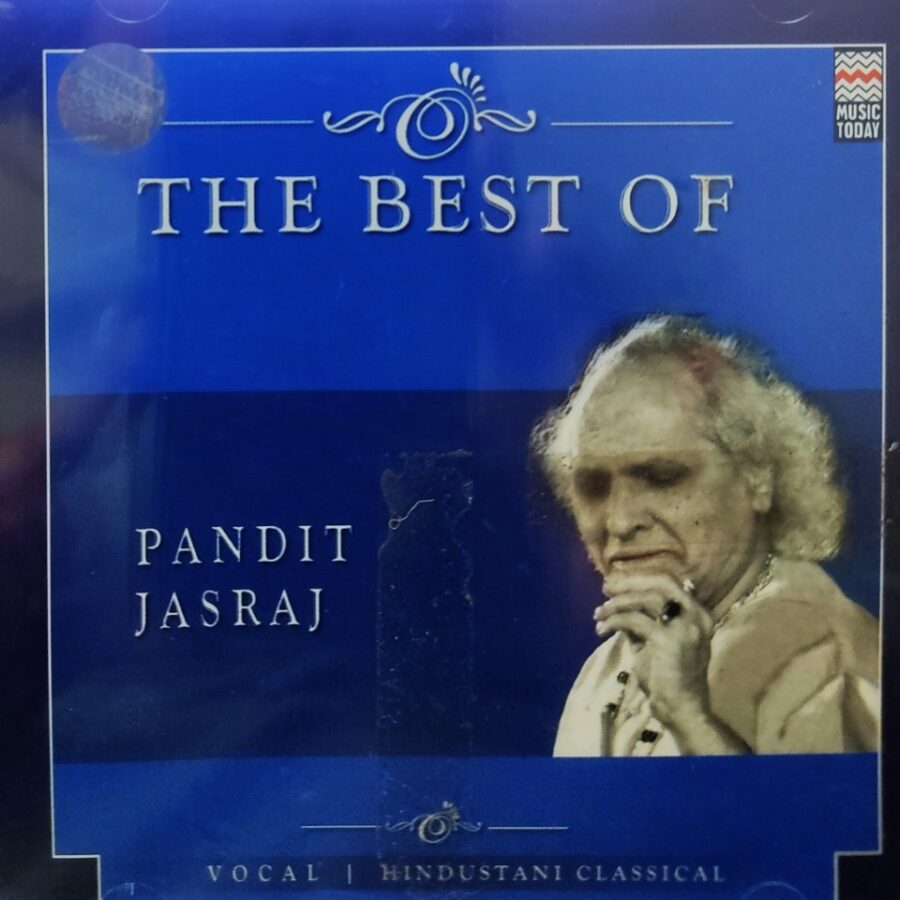 THE BEST OF
MUSIC
TODAY
PANDIT
JASRAJ
VOCAL | HINDUSTANI CLASSICAL